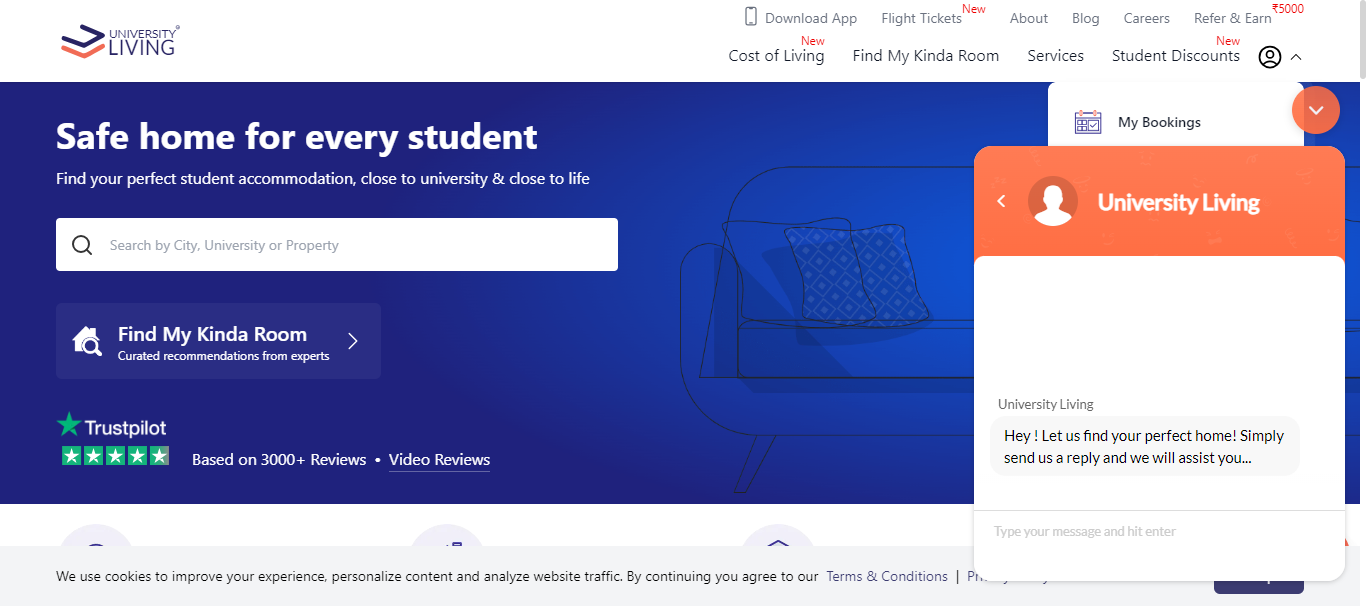 UNIVERSITY
LIVING
Download App
Flight Tickets
New
About
Blog
Careers
Refer & Earn
₹5000
Cost of Living
New
Find My Kinda Room
Services
Student Discounts
New
Safe home for every student
Find your perfect student accommodation, close to university & close to life
Search by City, University or Property
Find My Kinda Room
Curated recommendations from experts
Trustpilot
Based on 3000+ Reviews • Video Reviews
My Bookings
University Living
University Living
Hey ! Let us find your perfect home! Simply
send us a reply and we will assist you...
Type your message and hit enter
We use cookies to improve your experience, personalize content and analyze website traffic. By continuing you agree to our Terms & Conditions |